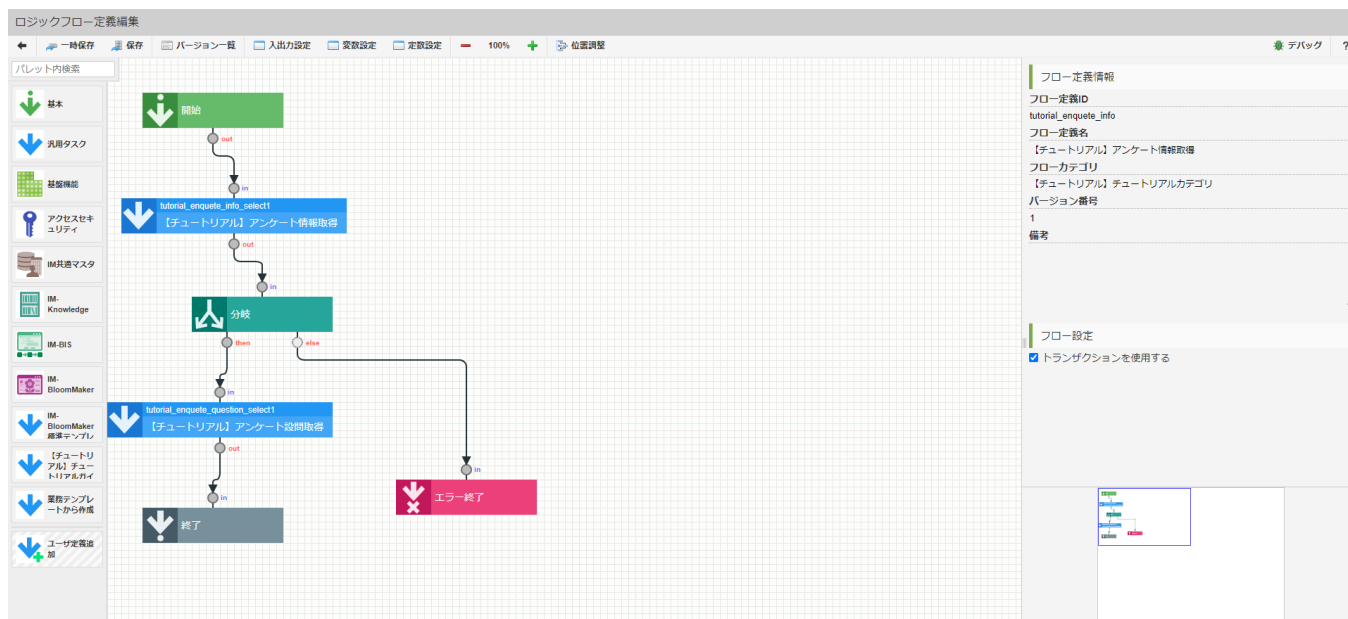 ロジックフロー定義編集
一時保存 保存 バージョン一覧 入出力設定 変数設定 定数設定 100% 位置調整 デバッグ ?
パレット内検索
基本
汎用タスク
基盤機能
アクセスセキ
ュリティ
IM共通マスタ
IM-
Knowledge
IM-BIS
IM-
BloomMaker
IM-
BloomMaker
標準テンプレ
【チュートリ
アル】チュー
トリアルガイ
業務テンプレ
ートから作成
ユーザ定義追
加
開始
out
in
tutorial_enquete_info_select1
【チュートリアル】アンケート情報取得
out
in
分岐
then else
in
tutorial_enquete_question_select1
【チュートリアル】アンケート設問取得
out
in
エラー終了
in
終了
フロー定義情報
フロー定義ID
tutorial_enquete_info
フロー定義名
【チュートリアル】アンケート情報取得
フローカテゴリ
【チュートリアル】チュートリアルカテゴリ
バージョン番号
1
備考
フロー設定
トランザクションを使用する